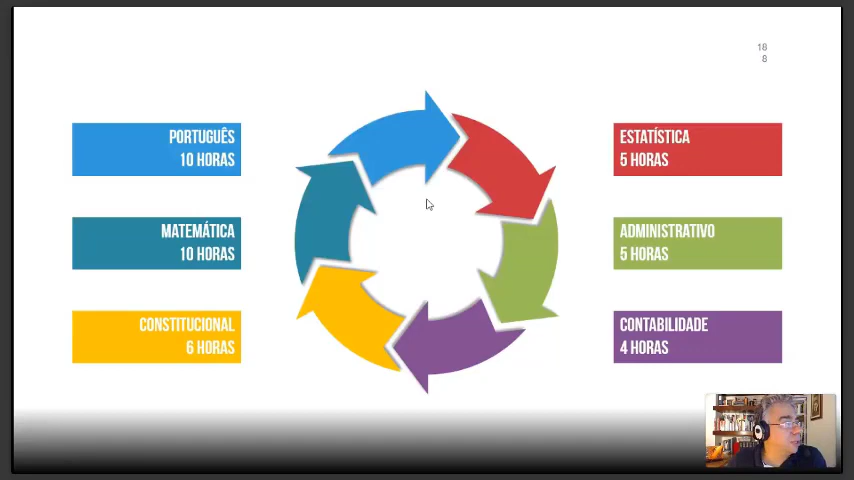 18
8
PORTUGUÊS
10 HORAS
ESTATÍSTICA
5 HORAS
MATEMÁTICA
10 HORAS
ADMINISTRATIVO
5 HORAS
CONSTITUCIONAL
6 HORAS
CONTABILIDADE
4 HORAS